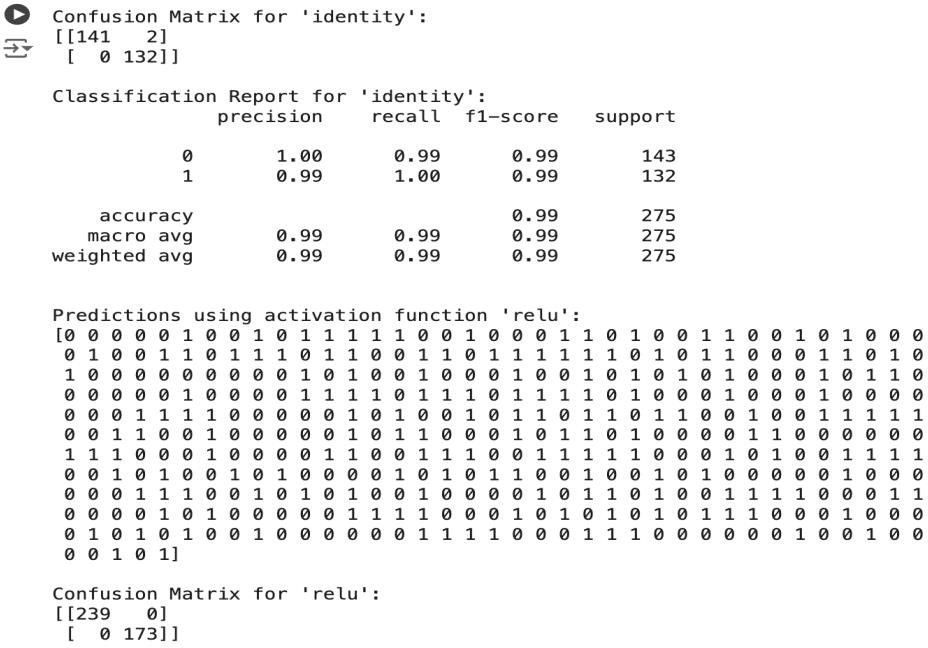 Confusion Matrix for 'identity':
[[141   2]
 [  0 132]]
Classification Report for 'identity':
precision    recall  f1-score   support
0       1.00      0.99      0.99       143
1       0.99      1.00      0.99       132
accuracy                           0.99       275
macro avg       0.99      0.99      0.99       275
weighted avg       0.99      0.99      0.99       275
Predictions using activation function 'relu':
[0 0 0 0 0 1 0 0 1 0 1 1 1 1 1 0 0 1 0 0 0 1 1 0 1 0 0 1 1 0 0 1 0 1 0 0 0
 0 1 0 0 1 1 0 1 1 1 0 1 1 0 0 1 1 0 1 1 1 1 1 1 0 1 0 1 1 0 0 0 1 1 0 1 0
 1 0 0 0 0 0 0 0 0 0 1 0 1 0 0 1 0 0 0 1 0 0 1 0 1 0 1 0 1 0 0 0 1 0 1 1 0
 0 0 0 0 0 1 0 0 0 0 1 1 1 1 0 1 1 1 0 1 1 1 1 0 1 0 0 0 1 0 0 0 1 0 0 0 0
 0 0 0 1 1 1 1 0 0 0 0 0 1 0 1 0 0 1 0 1 1 0 1 1 0 1 1 0 0 1 0 0 1 1 1 1 1
 0 0 1 1 0 0 1 0 0 0 0 0 1 0 1 1 0 0 0 1 0 1 1 0 1 0 0 0 0 1 1 0 0 0 0 0 0
 1 1 1 0 0 0 1 0 0 0 0 1 1 0 0 1 1 1 0 0 1 1 1 1 1 0 0 0 1 0 1 0 0 1 1 1 1
 0 0 1 0 1 0 0 1 0 1 0 0 0 0 1 0 1 0 1 1 0 0 1 0 0 1 0 1 0 0 0 0 0 1 0 0 0
 0 0 0 1 1 1 0 0 1 0 1 0 1 0 0 1 0 0 0 0 1 0 1 1 0 1 0 0 1 1 1 1 0 0 0 1 1
 0 0 0 0 1 0 1 0 0 0 0 0 1 1 1 1 0 0 0 1 0 1 0 1 0 1 0 1 1 1 0 0 0 1 0 0 0
 0 1 0 1 0 1 0 0 1 0 0 0 0 0 0 1 1 1 1 0 0 0 1 1 1 0 0 0 0 0 0 1 0 0 1 0 0
 0 0 1 0 1]
Confusion Matrix for 'relu':
[[239   0]
 [  0 173]]